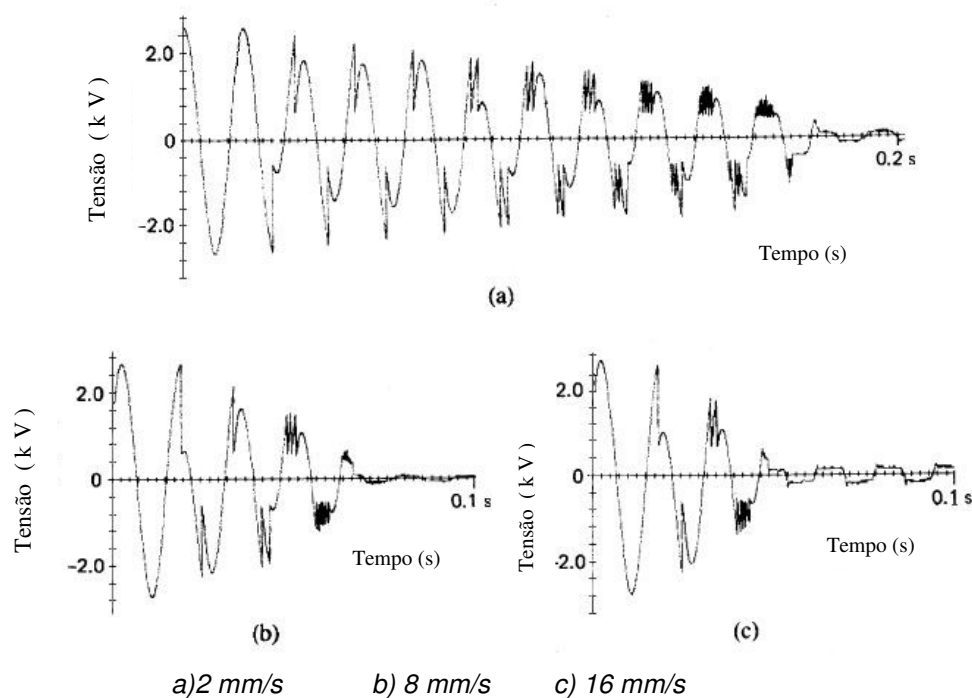 (a)
Tensão (kV)
2.0
0
-2.0
0.2 s
Tempo (s)
(b)
Tensão (kV)
2.0
0
-2.0
0.1 s
Tempo (s)
(c)
Tensão (kV)
2.0
0
-2.0
0.1 s
Tempo (s)
a)2 mm/s b) 8 mm/s c) 16 mm/s